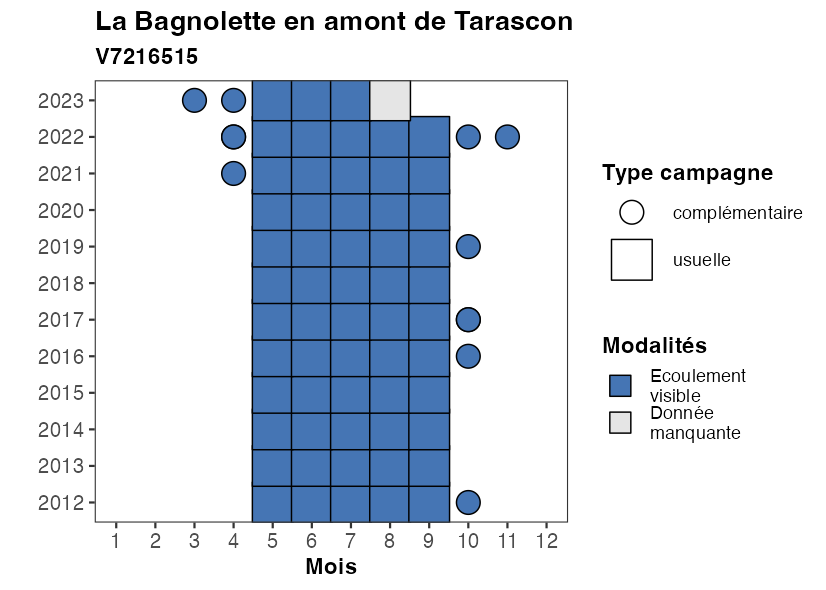 La Bagnolette en amont de Tarascon
V7216515
2023
2022
2021
2020
2019
2018
2017
2016
2015
2014
2013
2012
1 2 3 4 5 6 7 8 9 10 11 12
Mois
Type campagne
complémentaire
usuelle
Modalités
Ecoulement
visible
Donnée
manquante